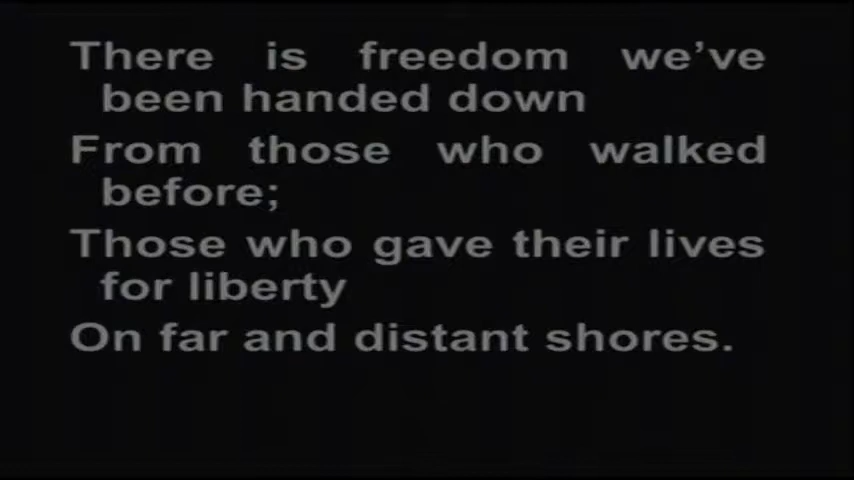 There is freedom we’ve
been handed down
From those who walked
before;
Those who gave their lives
for liberty
On far and distant shores.